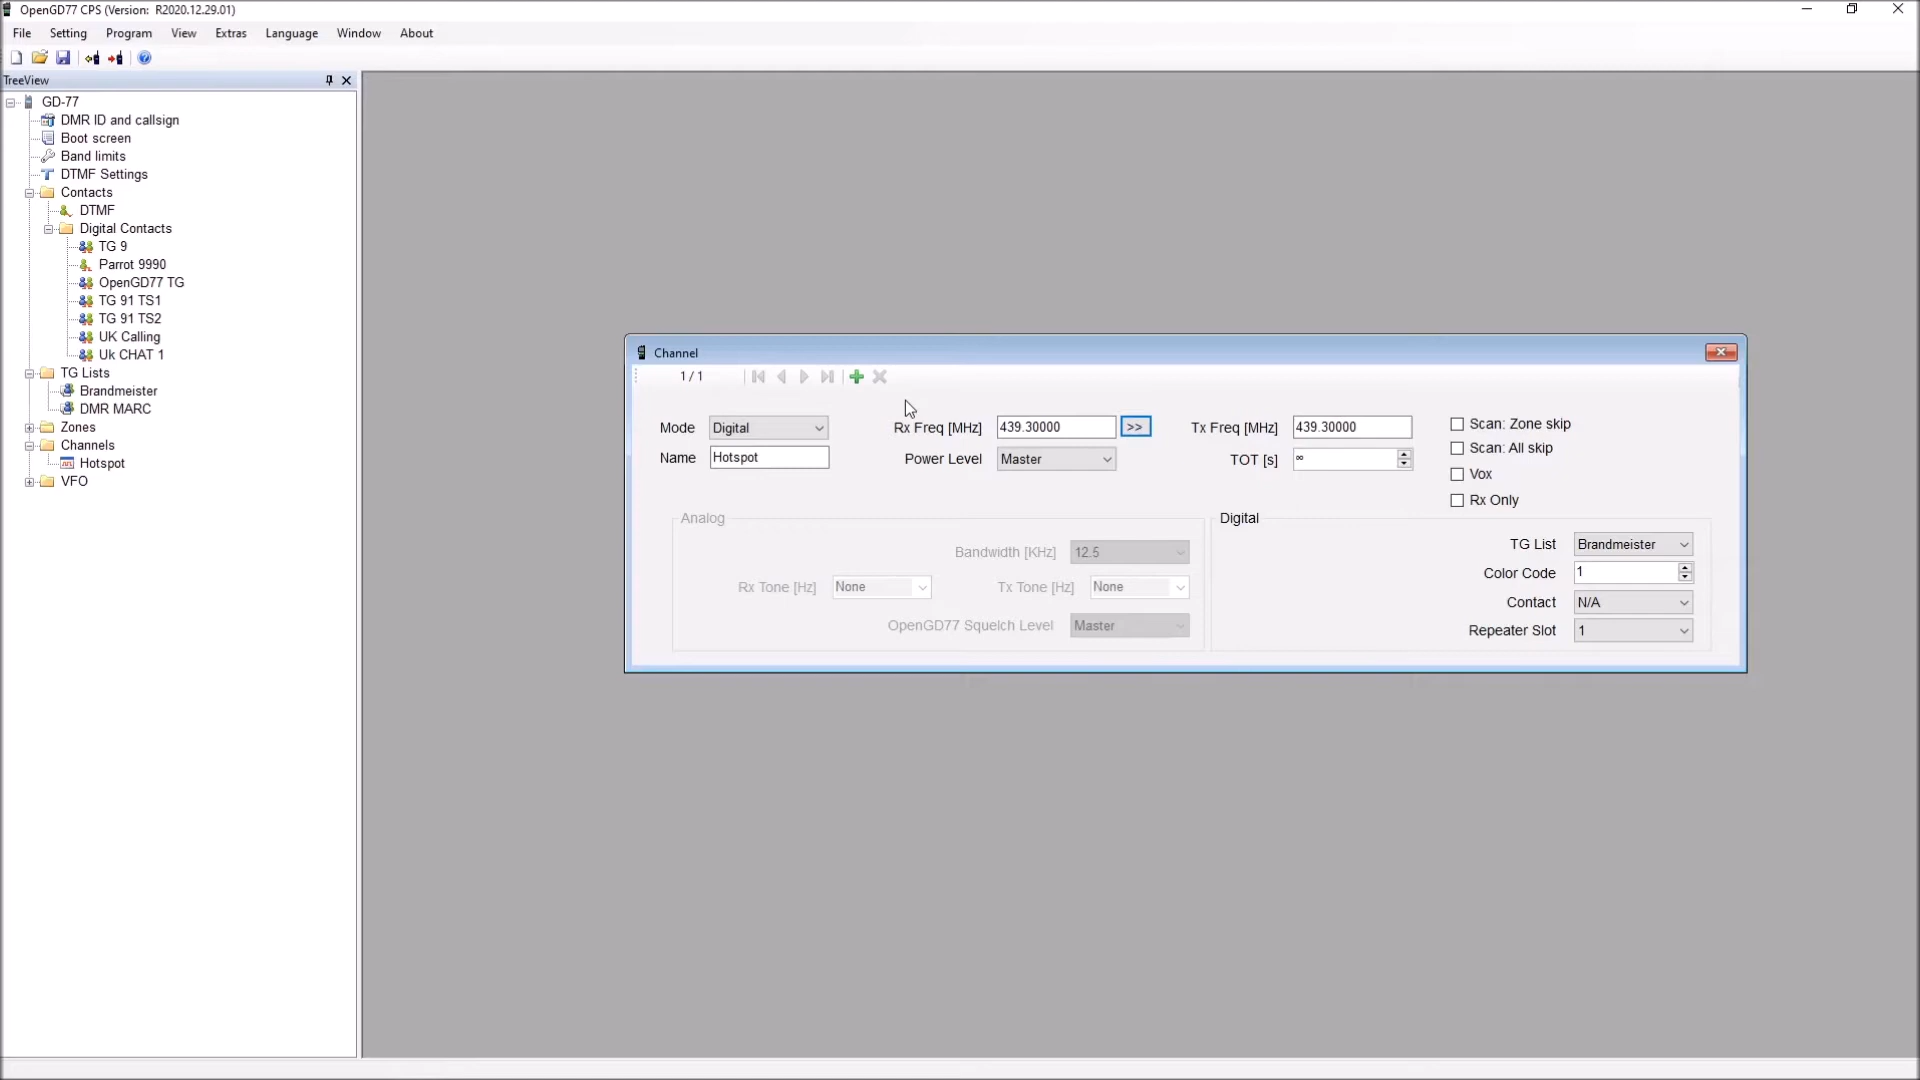 OpenGD77 CPS (Version:  R2020.12.29.01)
File Setting Program View Extras Language Window About
TreeView
GD-77
DMR ID and callsign
Boot screen
Band limits
DTMF Settings
Contacts
DTMF
Digital Contacts
TG 9
Parrot 9990
OpenGD77 TG
TG 91 TS1
TG 91 TS2
UK Calling
Uk CHAT 1
TG Lists
Brandmeister
DMR MARC
Zones
Channels
Hotspot
VFO
Channel
1 / 1
Mode Digital Rx Freq [MHz] 439.30000 >> Tx Freq [MHz] 439.30000 Scan: Zone skip
Name Hotspot Power Level Master TOT [s] ∞ Scan: All skip
Vox
Rx Only
Analog
Bandwidth [KHz] 12.5
Rx Tone [Hz] None Tx Tone [Hz] None
OpenGD77 Squelch Level Master
Digital
TG List Brandmeister
Color Code 1
Contact N/A
Repeater Slot 1